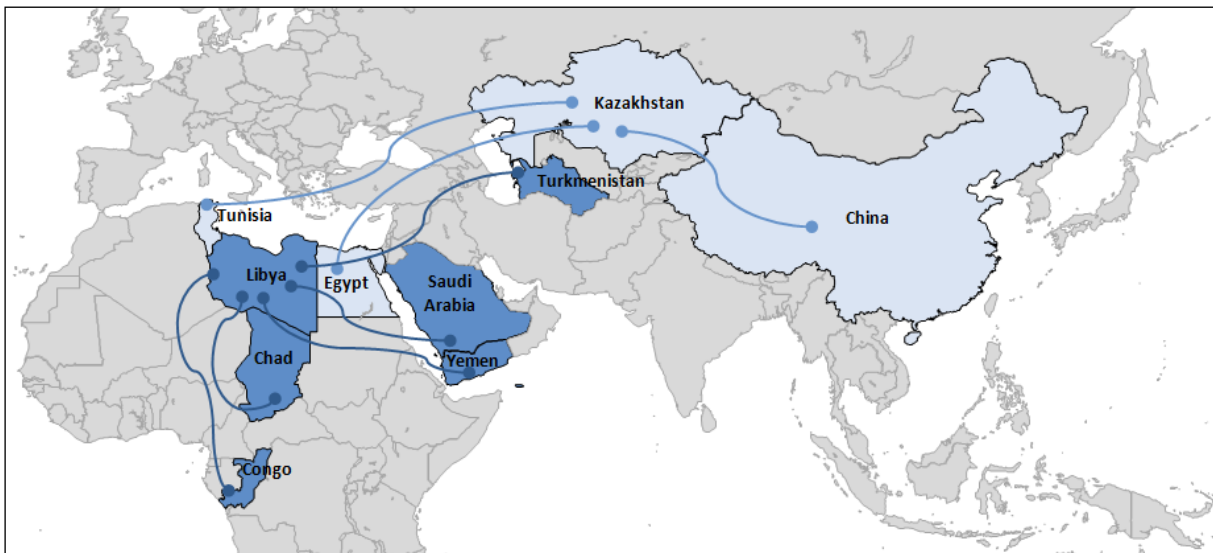 Kazakhstan
Turkmenistan
China
Tunisia
Libya
Egypt
Saudi
Arabia
Chad
Yemen
Congo